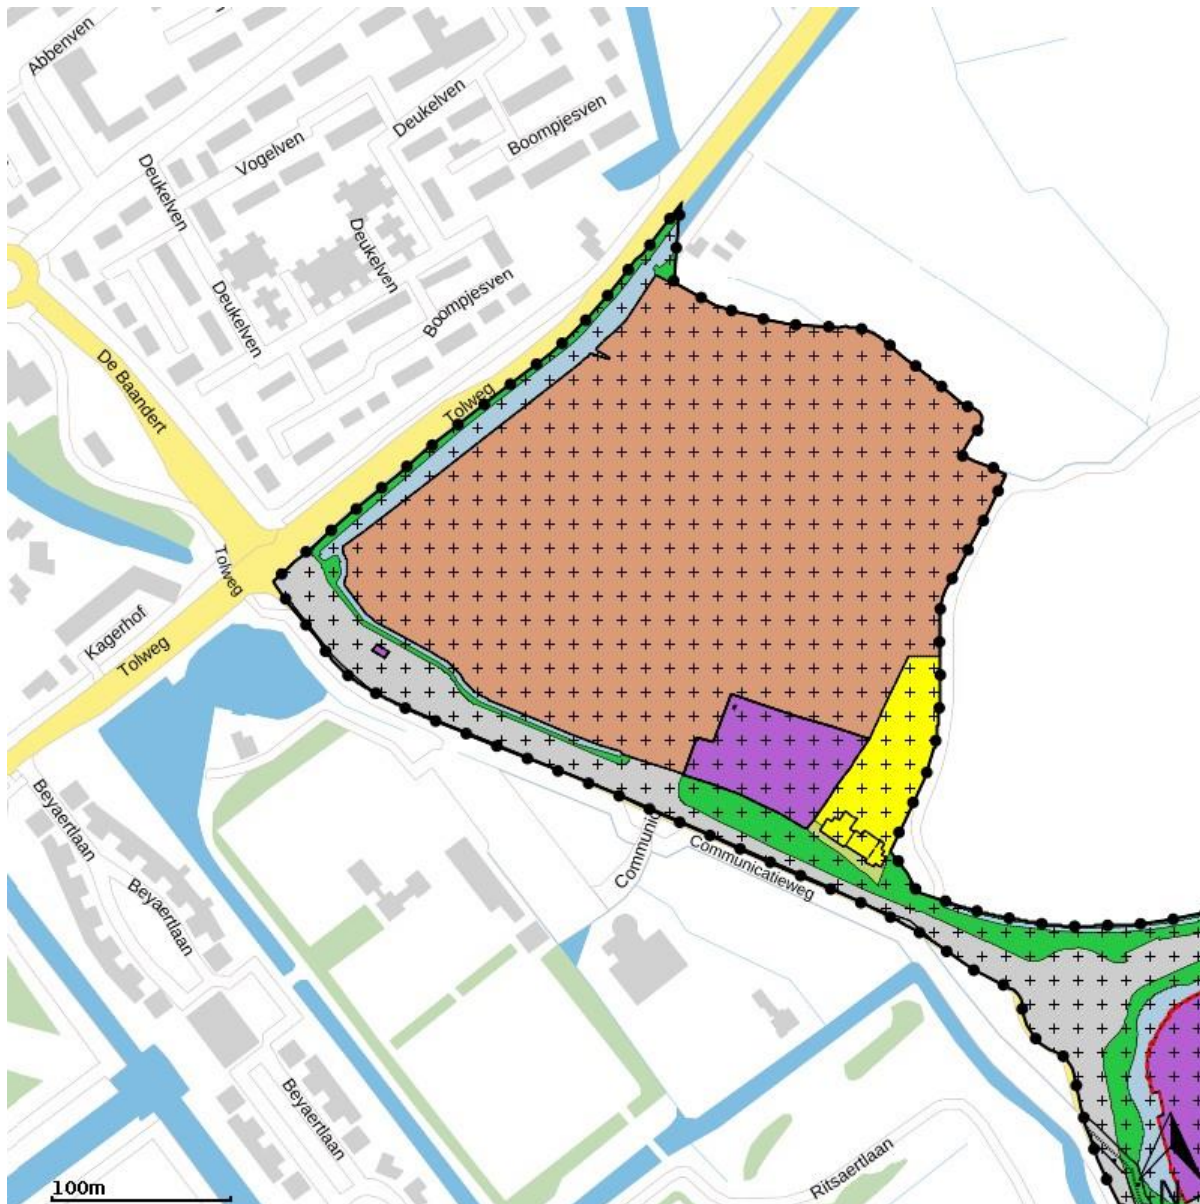 Abbenven
Deukelven
Boompjesven
Vogelven
Deukelven
Deukelven
Deukelven
Boompjesven
De Baandert
Tolweg
Tolweg
Kagerhof
Tolweg
Beyaertlaan
Beyaertlaan
Communic
Communicatieweg
Beyaertlaan
Ritsaertlaan
100m
N